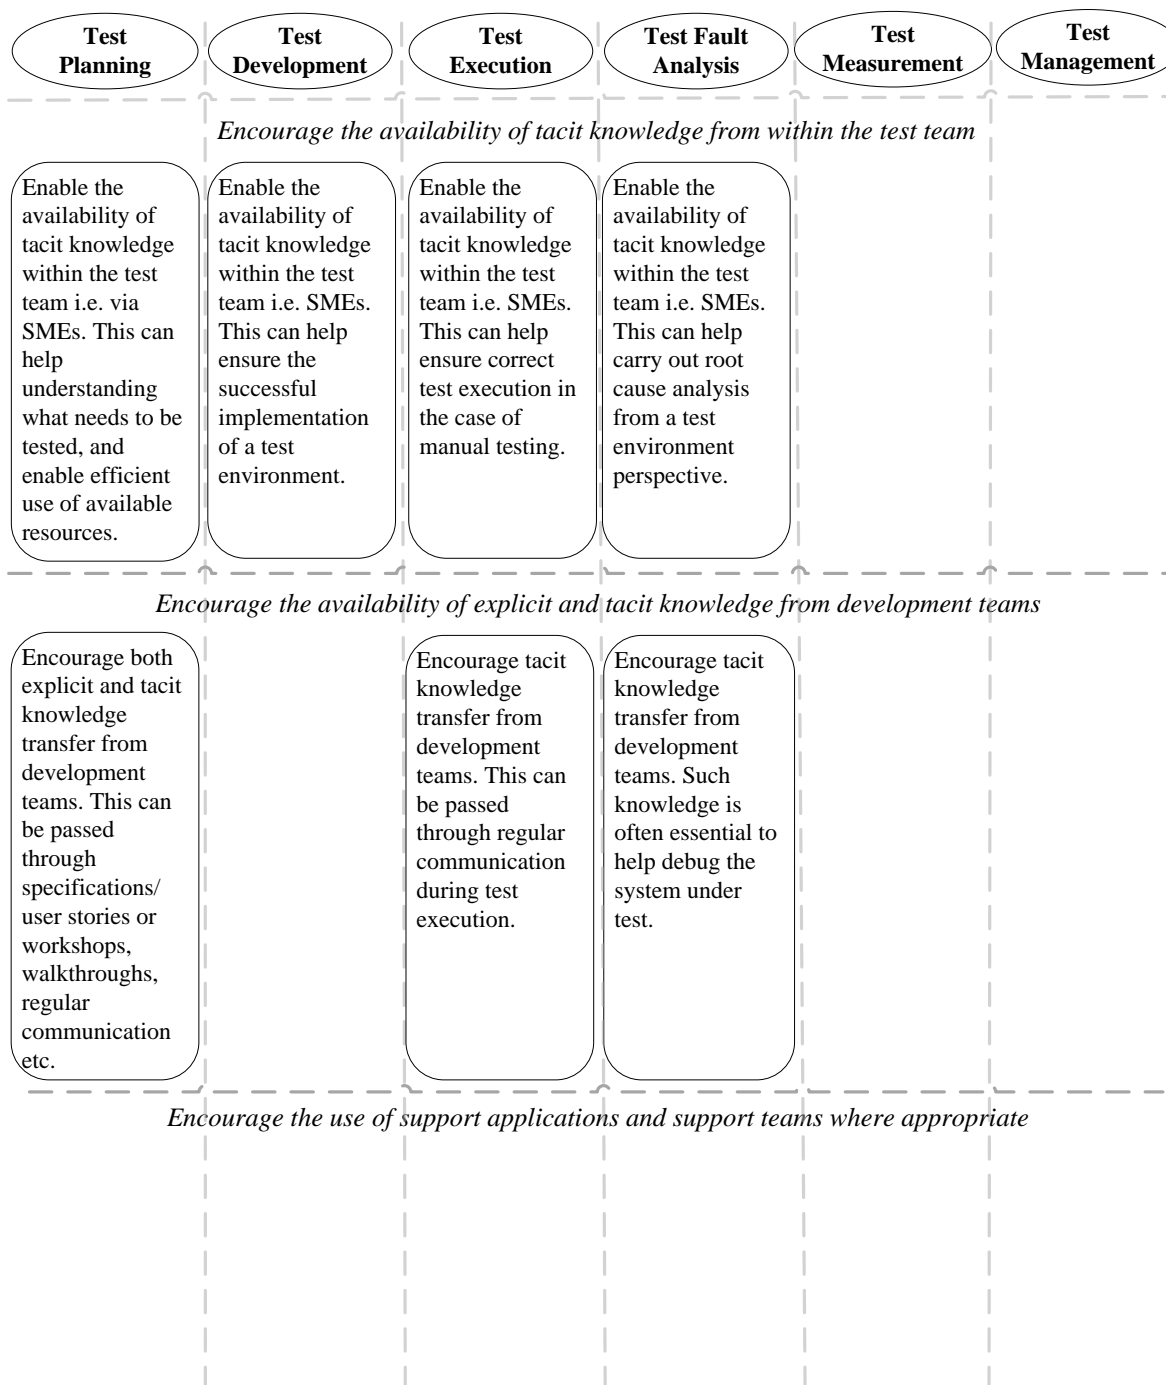 Test
Planning
Test
Development
Test
Execution
Test Fault
Analysis
Test
Measurement
Test
Management
Encourage the availability of tacit knowledge from within the test team
Enable the
availability of
tacit knowledge
within the test
team i.e. via
SMEs. This can
help
understanding
what needs to be
tested, and
enable efficient
use of available
resources.
Enable the
availability of
tacit knowledge
within the test
team i.e. SMEs.
This can help
ensure the
successful
implementation
of a test
environment.
Enable the
availability of
tacit knowledge
within the test
team i.e. SMEs.
This can help
ensure correct
test execution in
the case of
manual testing.
Enable the
availability of
tacit knowledge
within the test
team i.e. SMEs.
This can help
carry out root
cause analysis
from a test
environment
perspective.
Encourage the availability of explicit and tacit knowledge from development teams
Encourage both
explicit and tacit
knowledge
transfer from
development
teams. This can
be passed
through
specifications/
user stories or
workshops,
walkthroughs,
regular
communication
etc.
Encourage tacit
knowledge
transfer from
development
teams. This can
be passed
through regular
communication
during test
execution.
Encourage tacit
knowledge
transfer from
development
teams. Such
knowledge is
often essential to
help debug the
system under
test.
Encourage the use of support applications and support teams where appropriate